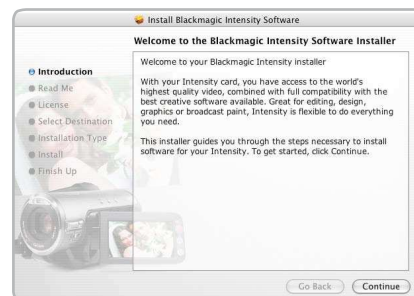 Install Blackmagic Intensity Software
Welcome to the Blackmagic Intensity Software Installer
Introduction
Read Me
License
Select Destination
Installation Type
Install
Finish Up
Welcome to your Blackmagic Intensity installer
With your Intensity card, you have access to the world's
highest quality video, combined with full compatibility with the
best creative software available. Great for editing, design,
graphics or broadcast paint, Intensity is flexible to do everything
you need.
This installer guides you through the steps necessary to install
software for your Intensity. To get started, click Continue.
Go Back
Continue